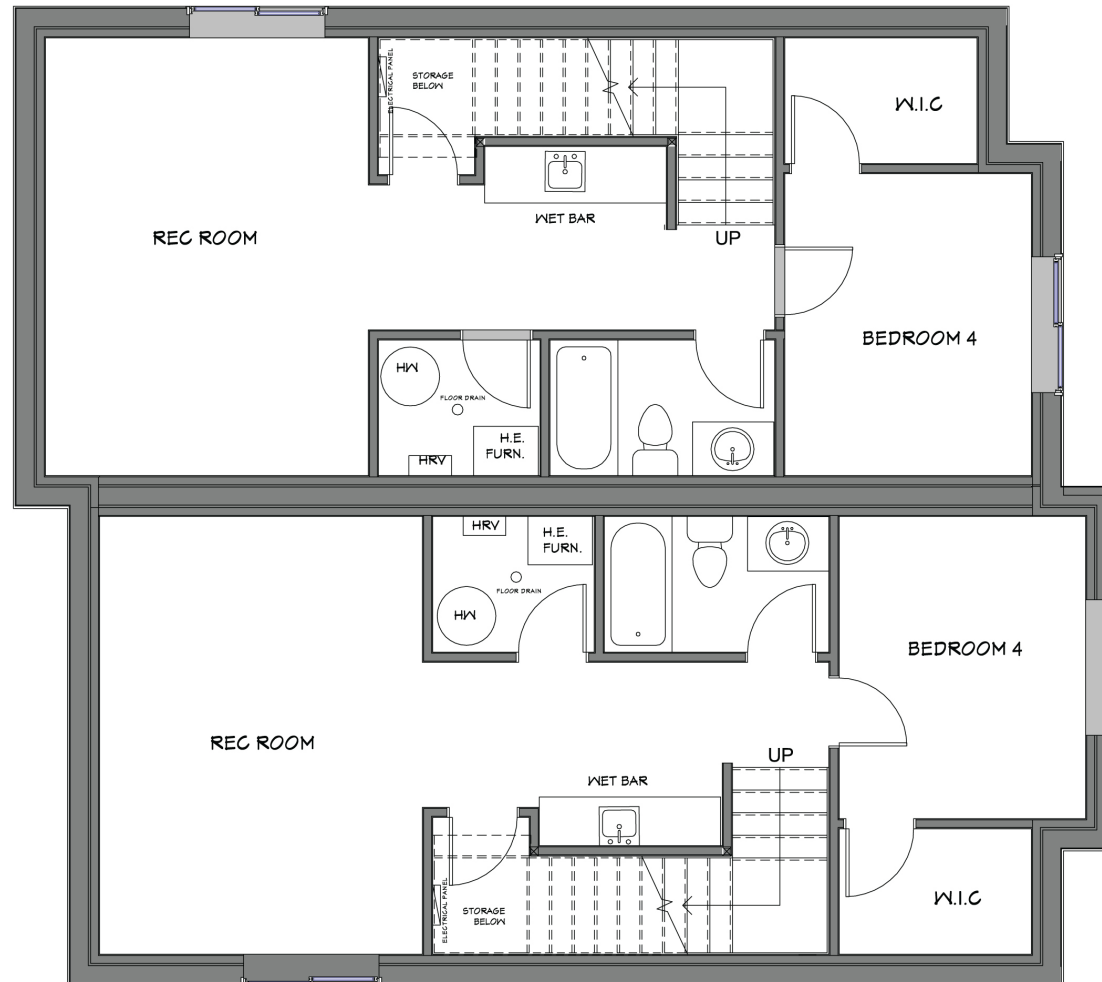 ELECTRICAL PANEL
STORAGE
BELOW
W.I.C
WET BAR
REC ROOM
UP
BEDROOM 4
HW
FLOOR DRAIN
H.E.
FURN.
HRV
HRV
H.E.
FURN.
FLOOR DRAIN
HW
BEDROOM 4
REC ROOM
UP
WET BAR
ELECTRICAL PANEL
STORAGE
BELOW
W.I.C